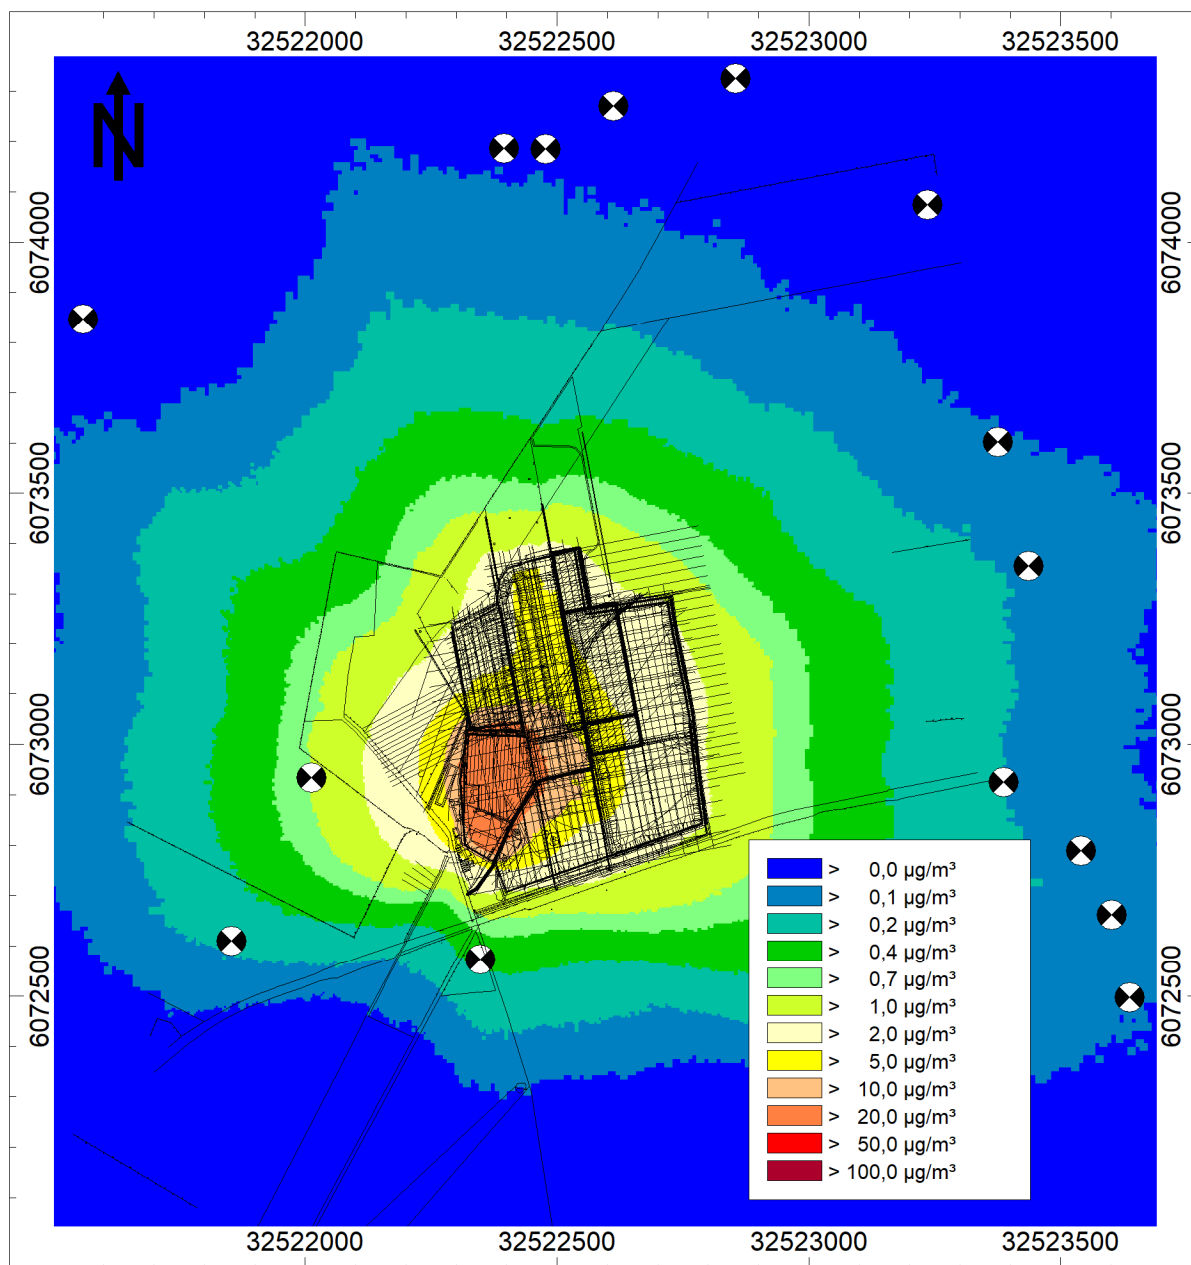 32522000 32522500 32523000 32523500
N
6074000 6074000
6073500 6073500
6073000 6073000
6072500 6072500
> 0,0 µg/m³
> 0,1 µg/m³
> 0,2 µg/m³
> 0,4 µg/m³
> 0,7 µg/m³
> 1,0 µg/m³
> 2,0 µg/m³
> 5,0 µg/m³
> 10,0 µg/m³
> 20,0 µg/m³
> 50,0 µg/m³
> 100,0 µg/m³
32522000 32522500 32523000 32523500